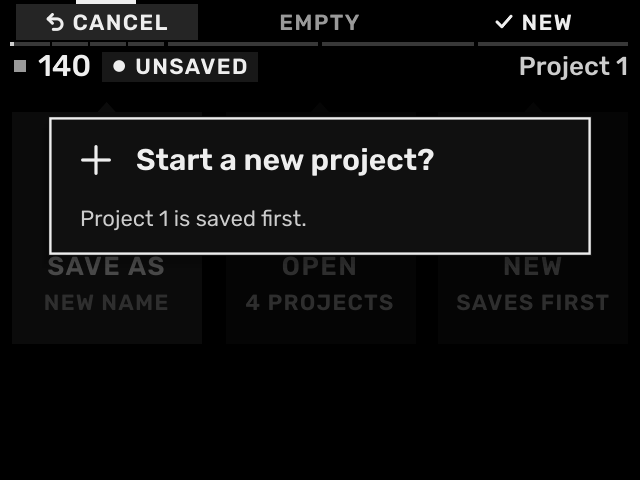 CANCEL EMPTY NEW
140 UNSAVED Project 1
Start a new project?
Project 1 is saved first.
SAVE AS OPEN NEW
NEW NAME 4 PROJECTS SAVES FIRST